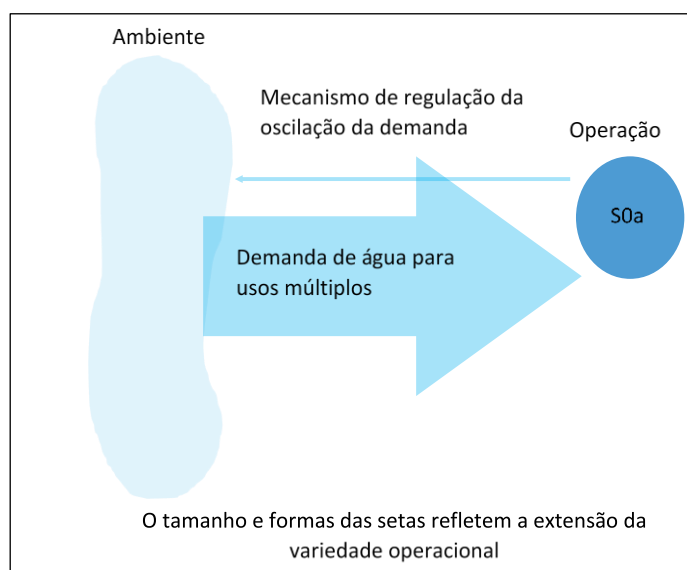 Ambiente
Mecanismo de regulação da
oscilação da demanda
Operação
S0a
Demanda de água para
usos múltiplos
O tamanho e formas das setas refletem a extensão da
variedade operacional